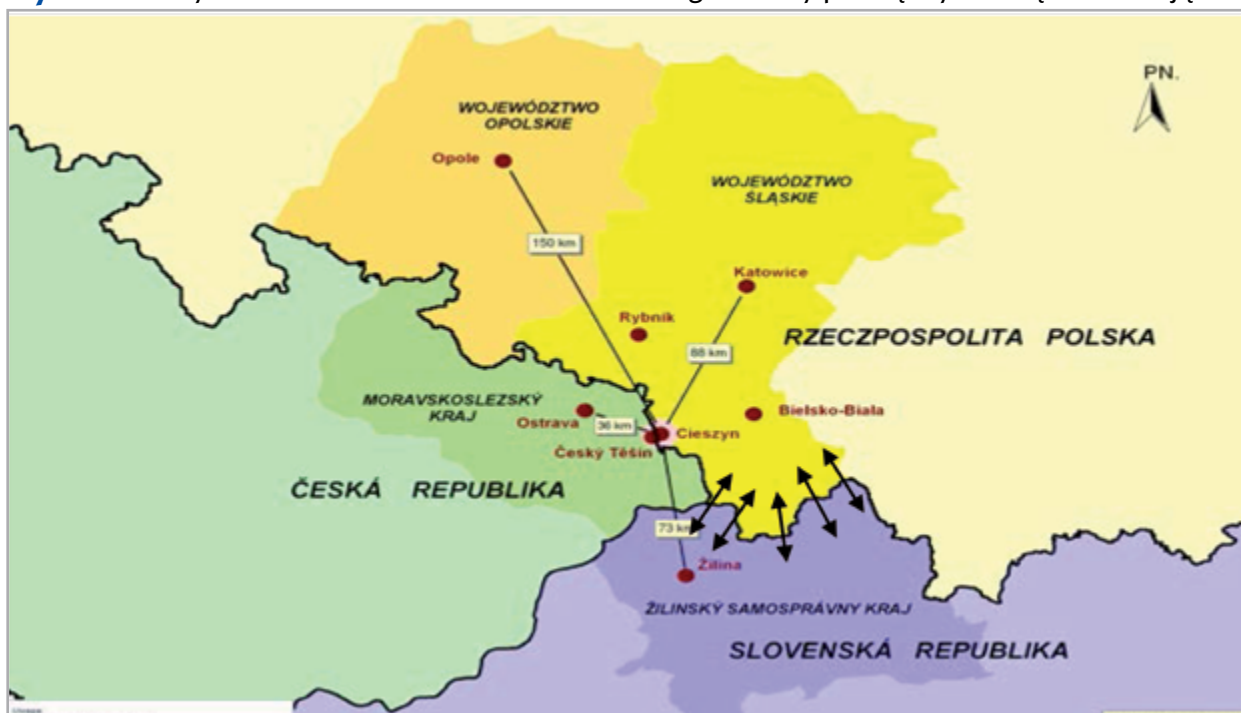 PN.
WOJEWÓDZTWO
OPOLSKIE
Opole
WOJEWÓDZTWO
ŚLĄSKIE
150 km
Katowice
Rybnik
RZECZPOSPOLITA POLSKA
88 km
MORAVSKOSLEZSKÝ
KRAJ
Ostrava
36 km
Cieszyn
Bielsko-Biala
Český Těšín
ČESKÁ REPUBLIKA
73 km
Žilina
ŽILINSKÝ SAMOSPRÁVNY KRAJ
SLOVENSKÁ REPUBLIKA